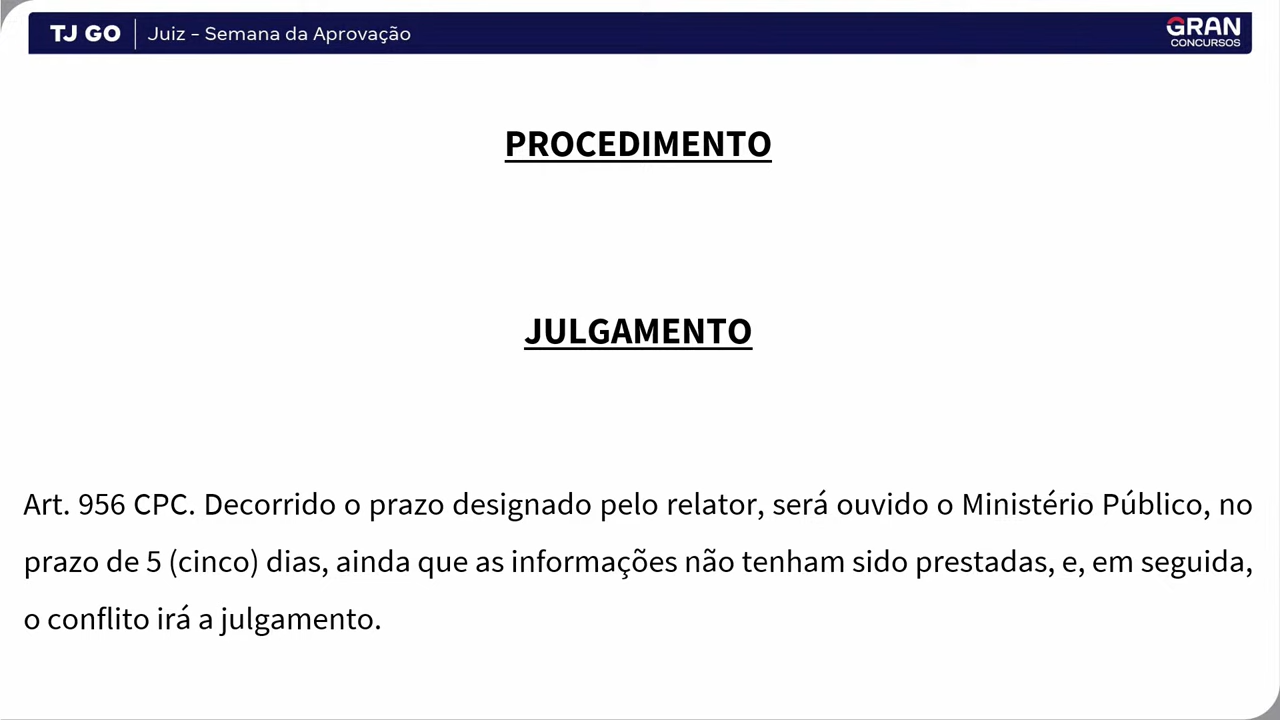 TJ GO | Juiz – Semana da Aprovação
GRAN
CONCURSOS
PROCEDIMENTO
JULGAMENTO
Art. 956 CPC. Decorrido o prazo designado pelo relator, será ouvido o Ministério Público, no
prazo de 5 (cinco) dias, ainda que as informações não tenham sido prestadas, e, em seguida,
o conflito irá a julgamento.